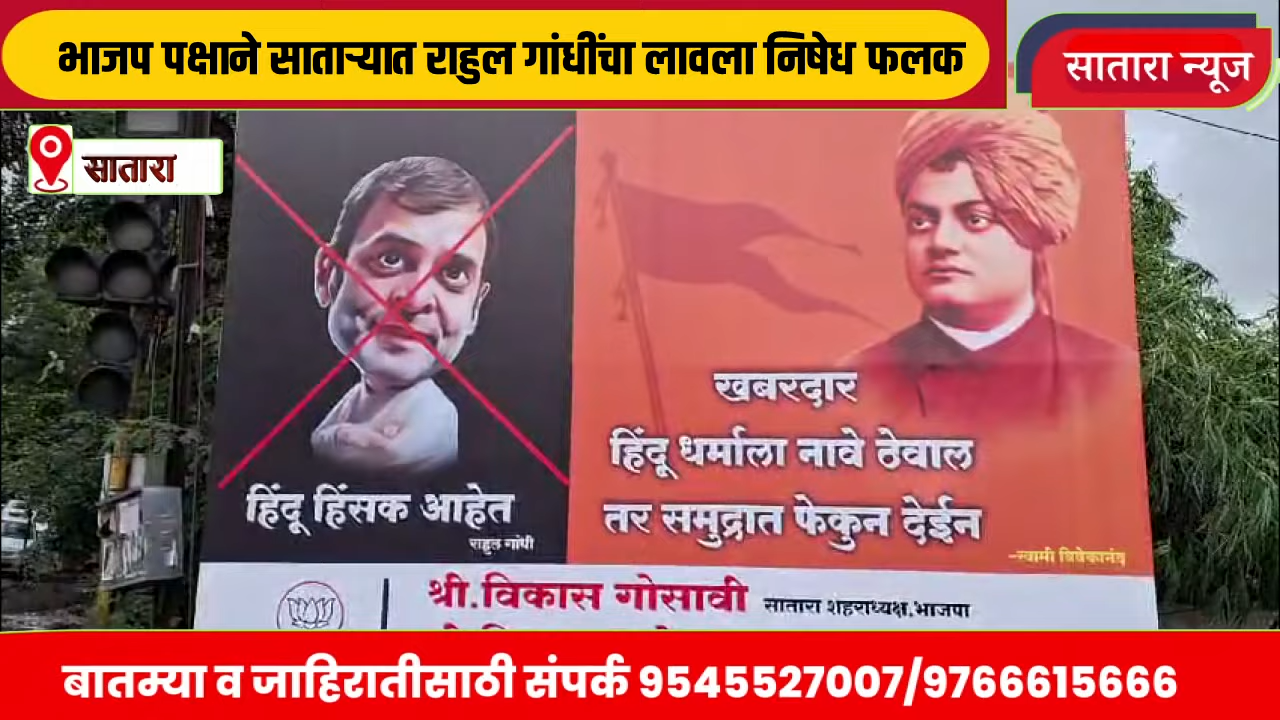 भाजप पक्षाने साताऱ्यात राहुल गांधींचा लावला निषेध फलक
सातारा न्यूज
सातारा
हिंदू हिंसक आहेत
राहुल गांधी
खबरदार
हिंदू धर्माला नावे ठेवाल
तर समुद्रात फेकुन देईन
-स्वामी विवेकानंद
श्री.विकास गोसावी सातारा शहराध्यक्ष,भाजपा
बातम्या व जाहिरातीसाठी संपर्क 9545527007/9766615666